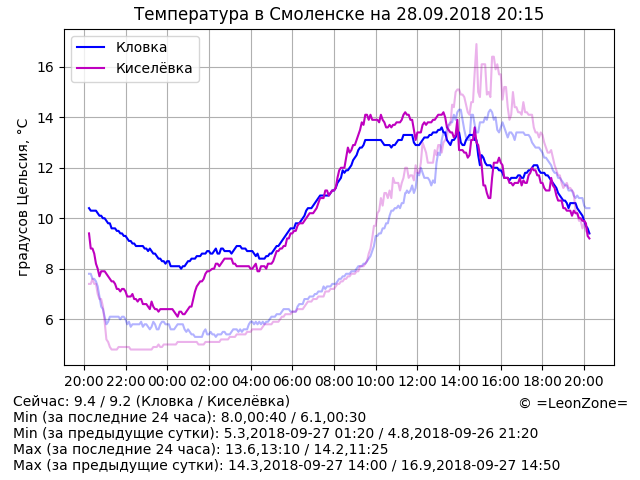 Температура в Смоленске на 28.09.2018 20:15
Кловка
Киселёвка
градусов Цельсия, °C
16
14
12
10
8
6
20:00 22:00 00:00 02:00 04:00 06:00 08:00 10:00 12:00 14:00 16:00 18:00 20:00
Сейчас: 9.4 / 9.2 (Кловка / Киселёвка)
© =LeonZone=
Min (за последние 24 часа): 8.0,00:40 / 6.1,00:30
Min (за предыдущие сутки): 5.3,2018-09-27 01:20 / 4.8,2018-09-26 21:20
Max (за последние 24 часа): 13.6,13:10 / 14.2,11:25
Max (за предыдущие сутки): 14.3,2018-09-27 14:00 / 16.9,2018-09-27 14:50